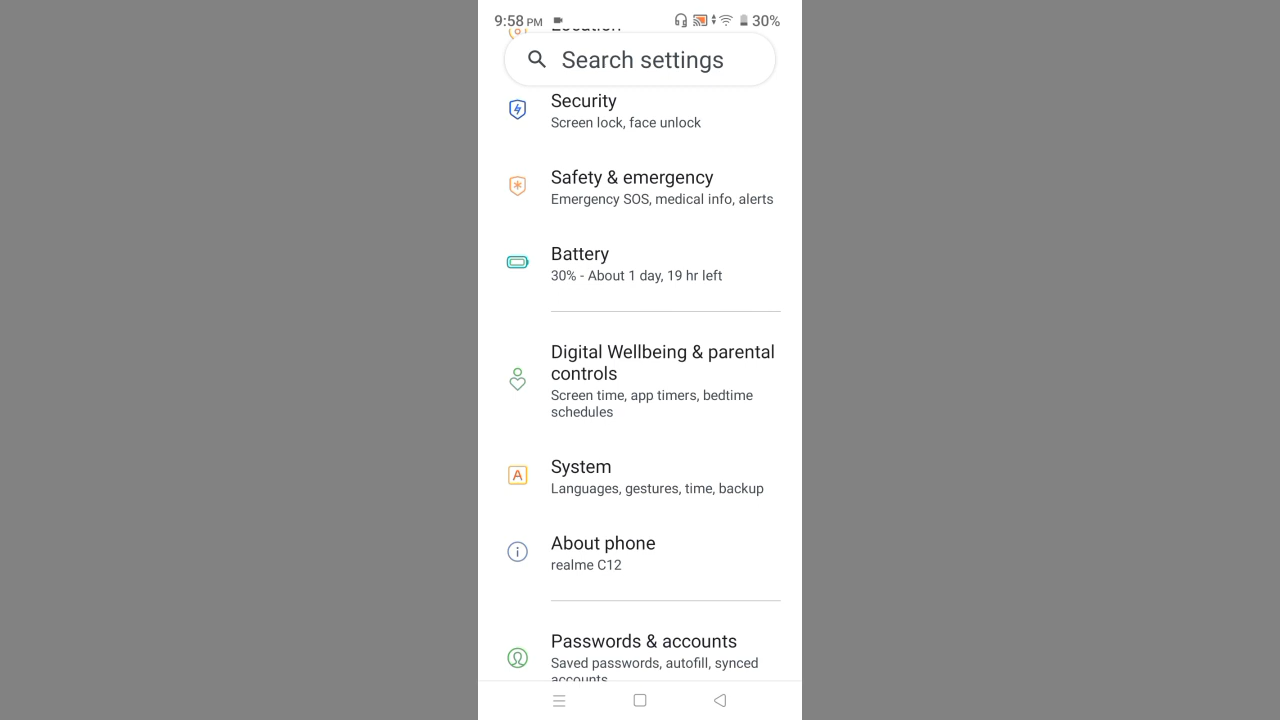 9:58 PM 30%
Location
Search settings
Security
Screen lock, face unlock
Safety & emergency
Emergency SOS, medical info, alerts
Battery
30% - About 1 day, 19 hr left
Digital Wellbeing & parental
controls
Screen time, app timers, bedtime
schedules
A
System
Languages, gestures, time, backup
About phone
realme C12
Passwords & accounts
Saved passwords, autofill, synced
accounts